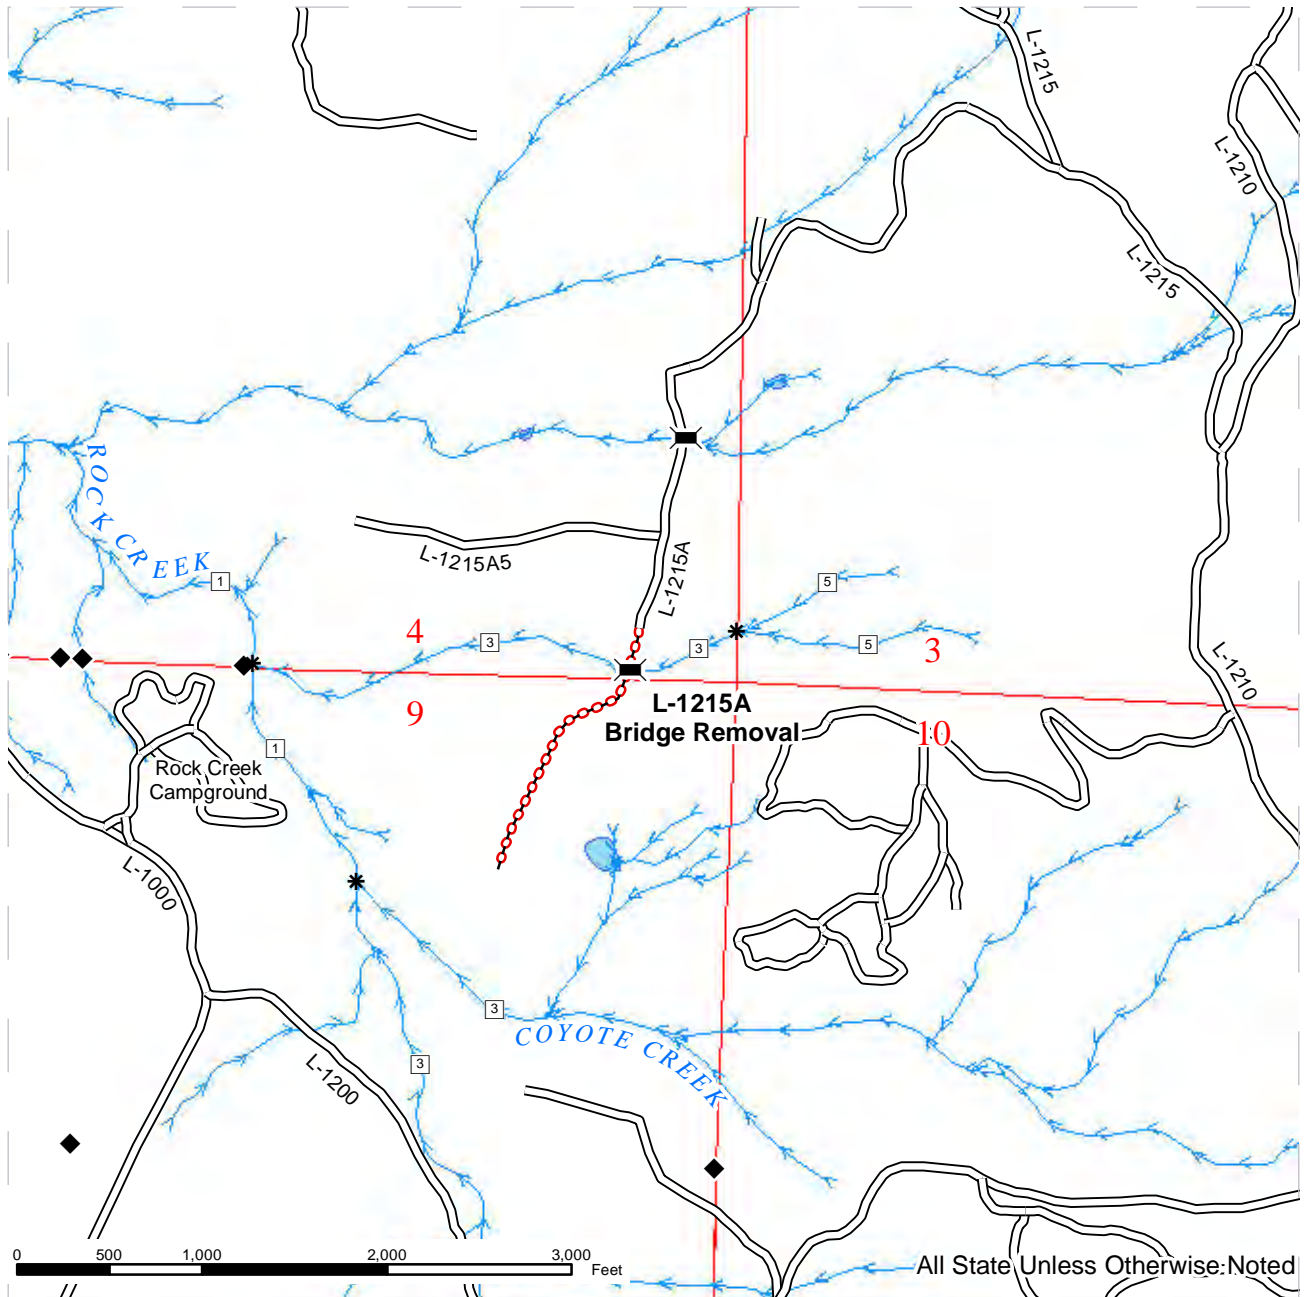 L-1215
L-1210
L-1215
ROCK CREEK
L-1215A5
L-1215A
1
5
4
3
3
5
3
L-1210
9
L-1215A
Bridge Removal
10
1
Rock Creek
Campground
L-1000
3
COYOTE CREEK
3
L-1200
0 500 1,000 2,000 3,000
Feet
All State Unless Otherwise Noted